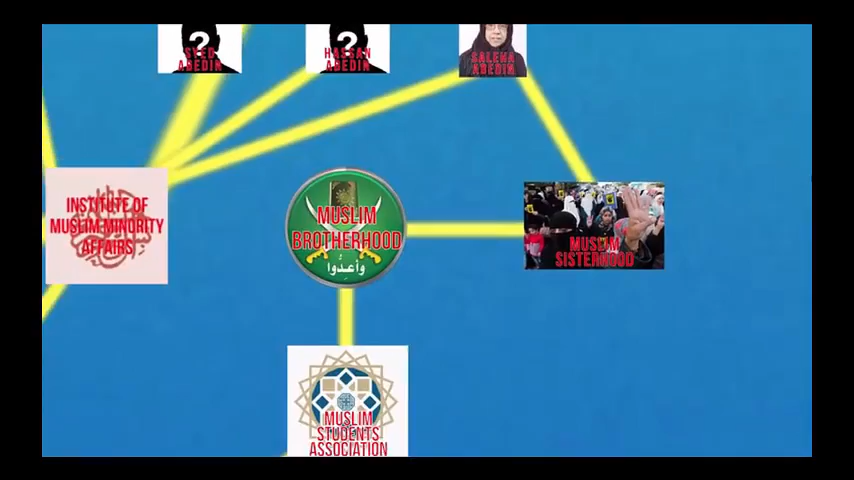 ?
SYED
ABEDIN
?
HASSAN
ABEDIN
SALEHA
ABEDIN
INSTITUTE OF
MUSLIM MINORITY
AFFAIRS
MUSLIM
BROTHERHOOD
وأعدوا
MUSLIM
SISTERHOOD
MUSLIM
STUDENTS
ASSOCIATION